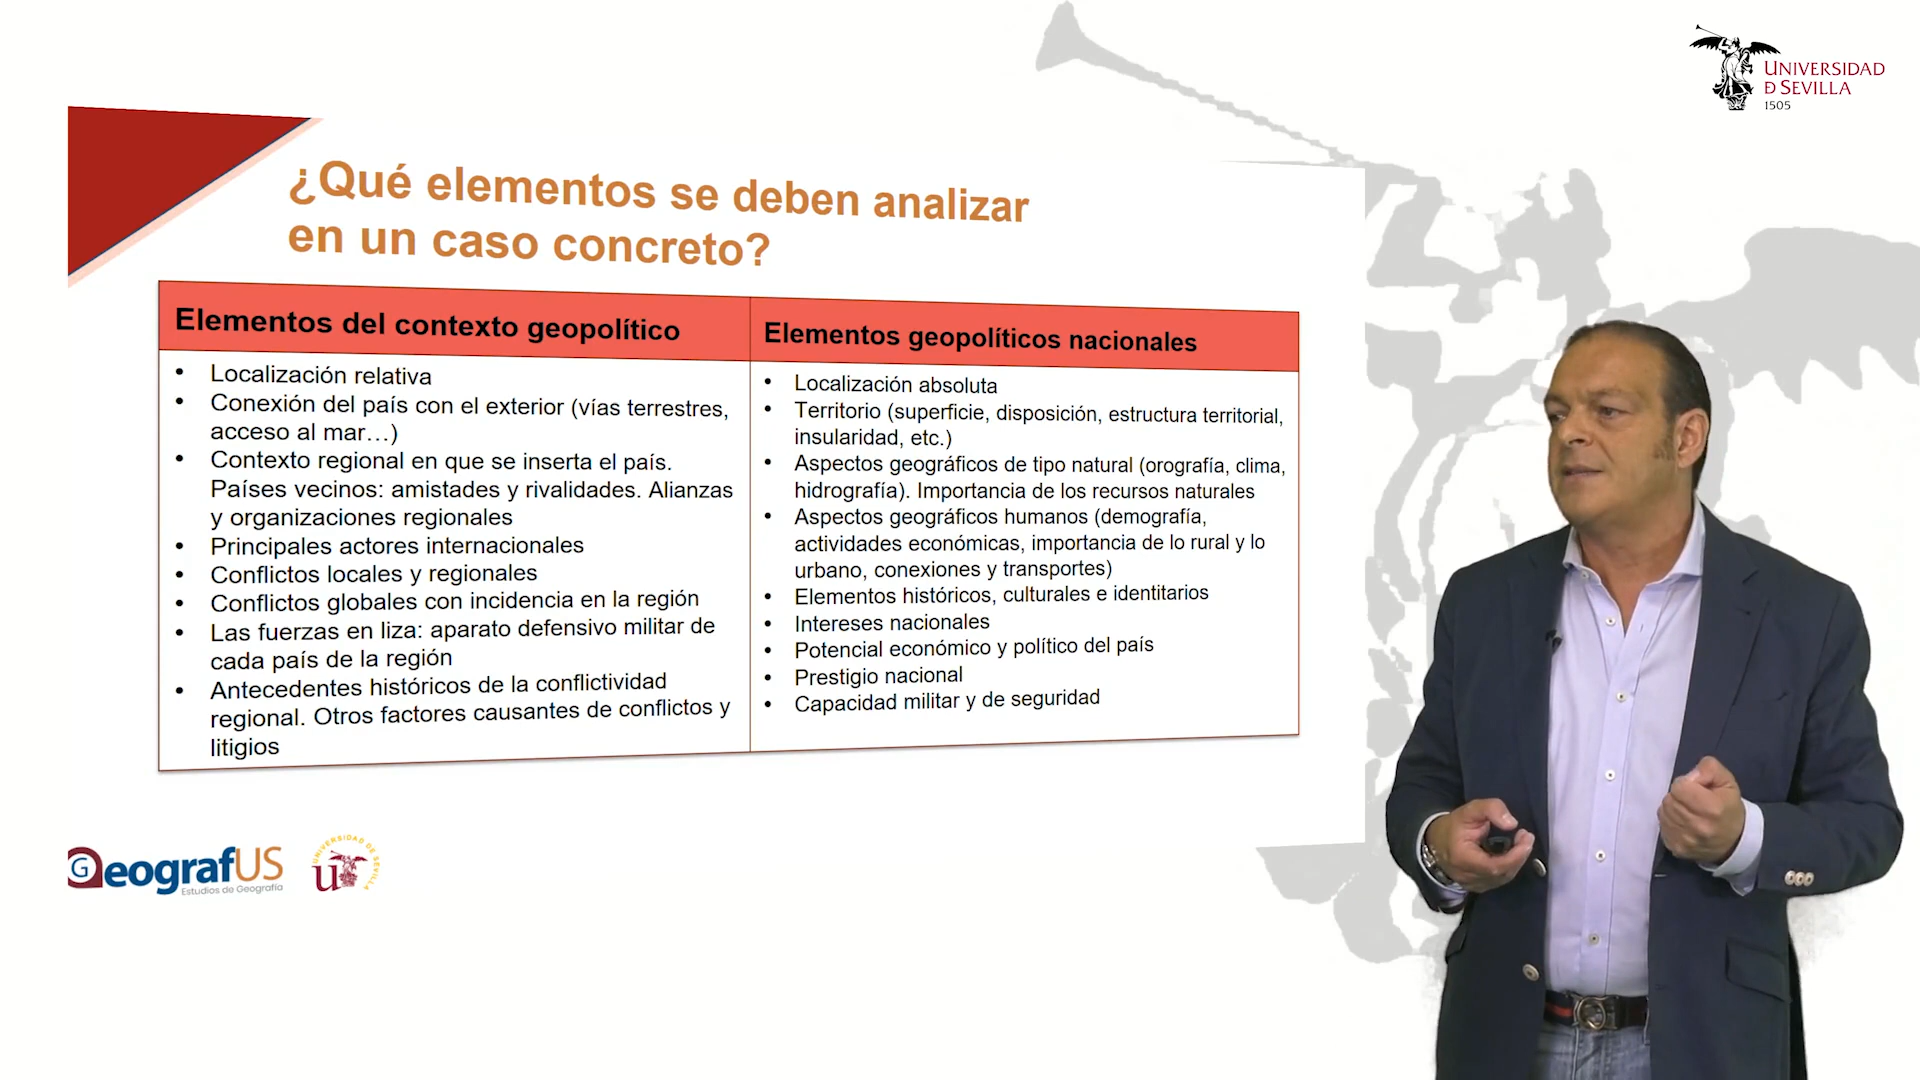 UNIVERSIDAD
Đ SEVILLA
1505
¿Qué elementos se deben analizar
en un caso concreto?
Elementos del contexto geopolítico
• Localización relativa
• Conexión del país con el exterior (vías terrestres,
acceso al mar…)
• Contexto regional en que se inserta el país.
Países vecinos: amistades y rivalidades. Alianzas
y organizaciones regionales
• Principales actores internacionales
• Conflictos locales y regionales
• Conflictos globales con incidencia en la región
• Las fuerzas en liza: aparato defensivo militar de
cada país de la región
• Antecedentes históricos de la conflictividad
regional. Otros factores causantes de conflictos y
litigios
Elementos geopolíticos nacionales
• Localización absoluta
• Territorio (superficie, disposición, estructura territorial,
insularidad, etc.)
• Aspectos geográficos de tipo natural (orografía, clima,
hidrografía). Importancia de los recursos naturales
• Aspectos geográficos humanos (demografía,
actividades económicas, importancia de lo rural y lo
urbano, conexiones y transportes)
• Elementos históricos, culturales e identitarios
• Intereses nacionales
• Potencial económico y político del país
• Prestigio nacional
• Capacidad militar y de seguridad
GeografUS
Estudios de Geografía
UNIVERSIDAD DE SEVILLA
US